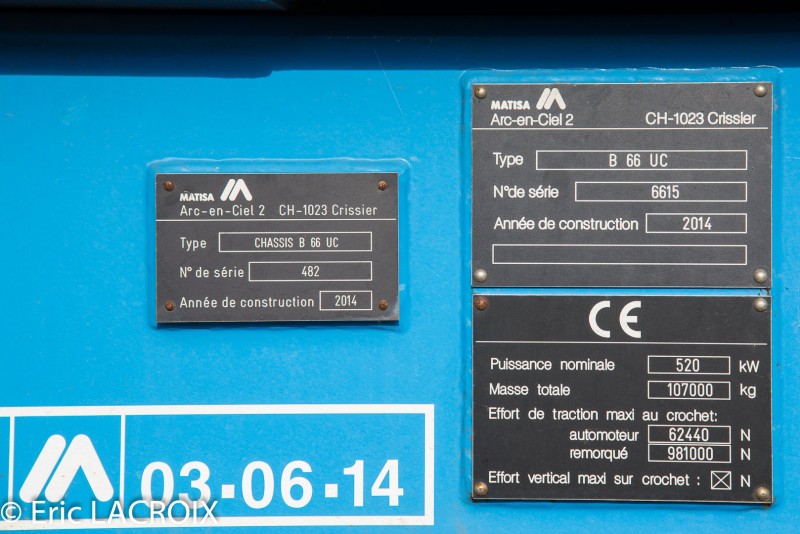 MATISA
Arc-en-Ciel 2 CH-1023 Crissier
Type CHASSIS B 66 UC
N° de série 482
Année de construction 2014
MATISA
Arc-en-Ciel 2 CH-1023 Crissier
Type B 66 UC
N°de série 6615
Année de construction 2014
CE
Puissance nominale 520 kW
Masse totale 107000 kg
Effort de traction maxi au crochet:
automoteur 62440 N
remorqué 981000 N
Effort vertical maxi sur crochet : N
03·06·14
© Eric LACROIX